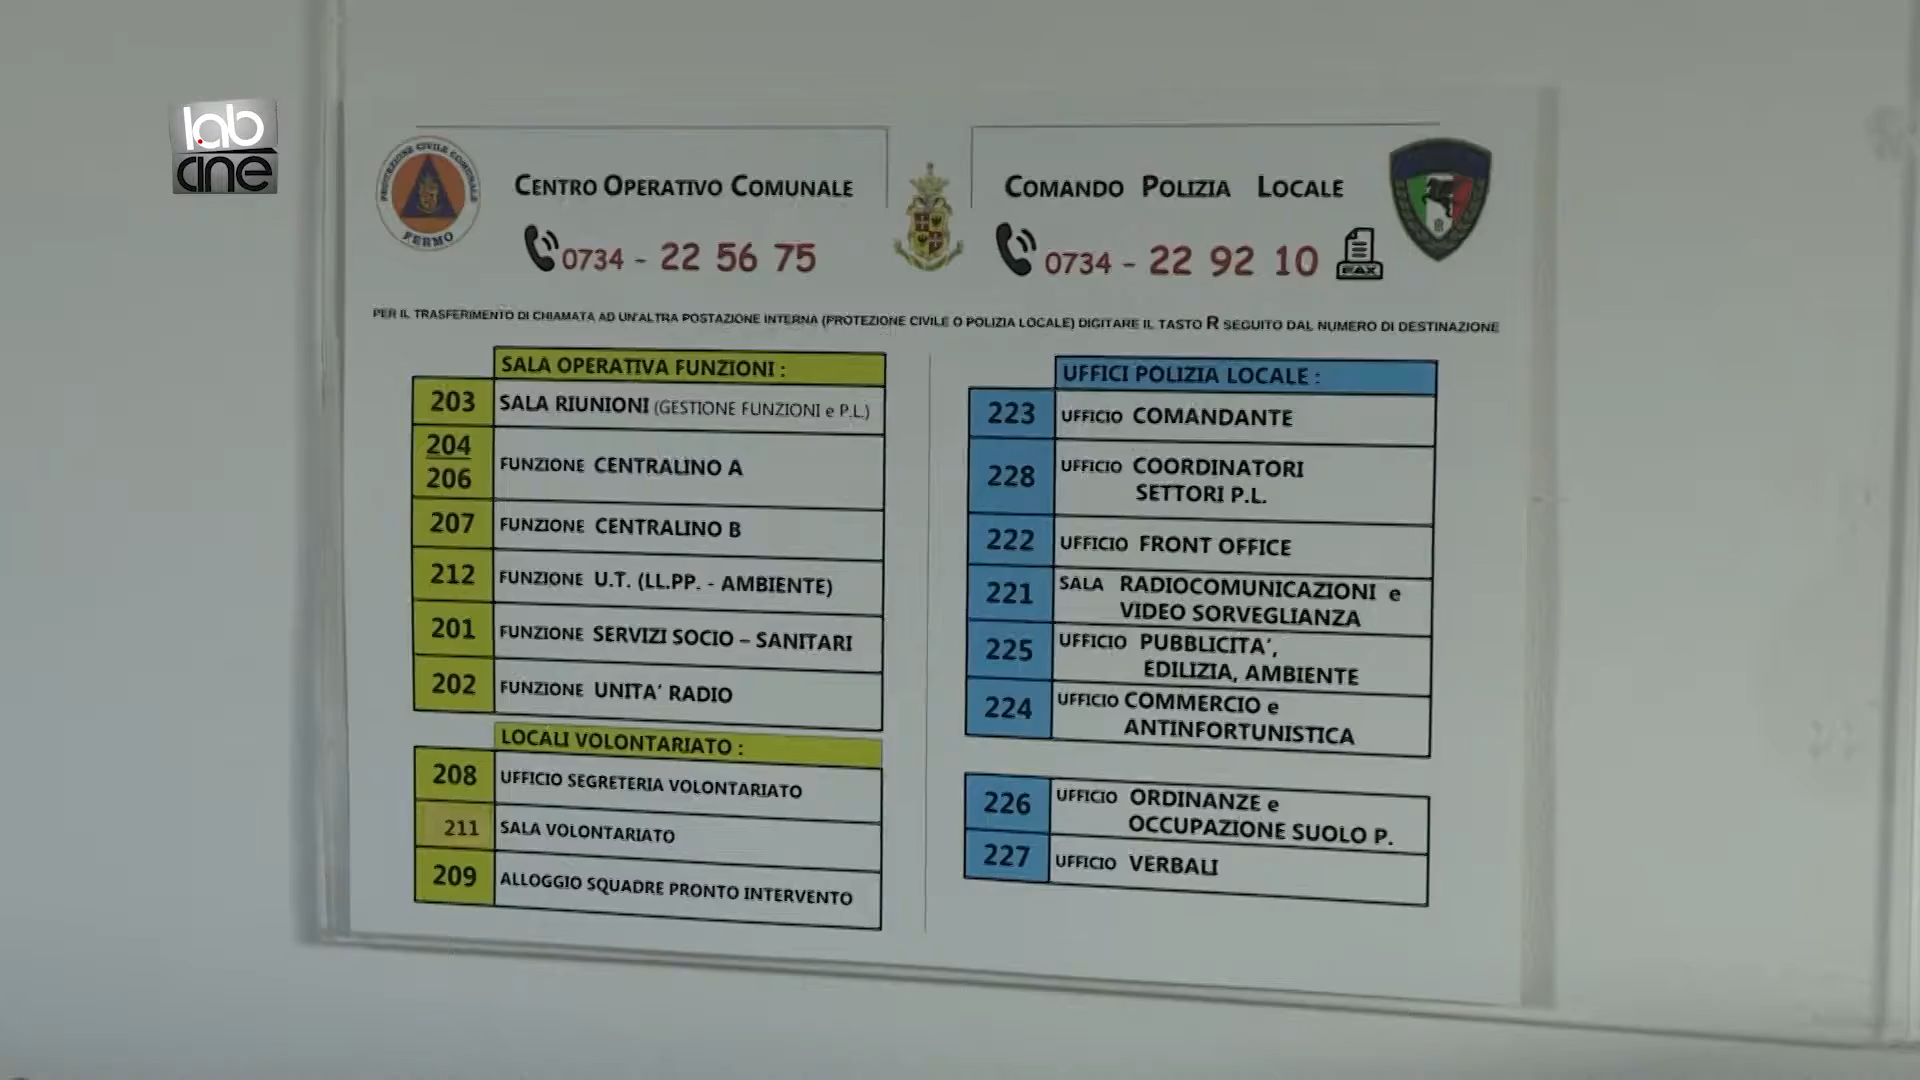 lab
cine
PROTEZIONE CIVILE COMUNALE
FERMO
CENTRO OPERATIVO COMUNALE
0734 - 22 56 75
COMANDO POLIZIA LOCALE
0734 - 22 92 10
FAX
PER IL TRASFERIMENTO DI CHIAMATA AD UN'ALTRA POSTAZIONE INTERNA (PROTEZIONE CIVILE O POLIZIA LOCALE) DIGITARE IL TASTO R SEGUITO DAL NUMERO DI DESTINAZIONE
SALA OPERATIVA FUNZIONI :
203 SALA RIUNIONI (GESTIONE FUNZIONI e P.L.)
204
206 FUNZIONE CENTRALINO A
207 FUNZIONE CENTRALINO B
212 FUNZIONE U.T. (LL.PP. - AMBIENTE)
201 FUNZIONE SERVIZI SOCIO – SANITARI
202 FUNZIONE UNITA' RADIO
LOCALI VOLONTARIATO :
208 UFFICIO SEGRETERIA VOLONTARIATO
211 SALA VOLONTARIATO
209 ALLOGGIO SQUADRE PRONTO INTERVENTO
UFFICI POLIZIA LOCALE :
223 UFFICIO COMANDANTE
228 UFFICIO COORDINATORI
SETTORI P.L.
222 UFFICIO FRONT OFFICE
221 SALA RADIOCOMUNICAZIONI e
VIDEO SORVEGLIANZA
225 UFFICIO PUBBLICITA',
EDILIZIA, AMBIENTE
224 UFFICIO COMMERCIO e
ANTINFORTUNISTICA
226 UFFICIO ORDINANZE e
OCCUPAZIONE SUOLO P.
227 UFFICIO VERBALI